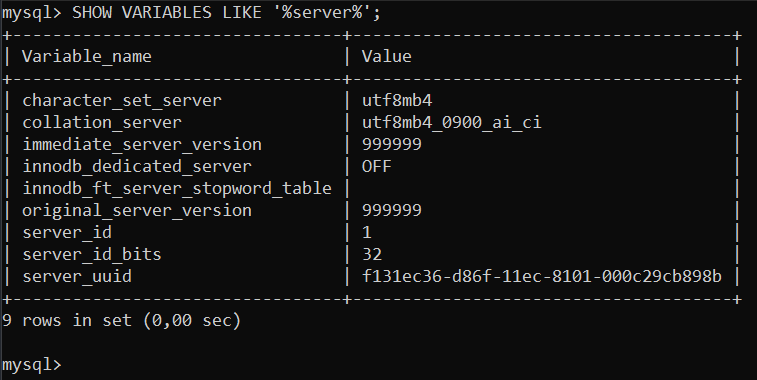 mysql> SHOW VARIABLES LIKE '%server%';
+---------------------------------+--------------------------------------+
| Variable_name                   | Value                                |
+---------------------------------+--------------------------------------+
| character_set_server            | utf8mb4                              |
| collation_server                | utf8mb4_0900_ai_ci                   |
| immediate_server_version        | 999999                               |
| innodb_dedicated_server         | OFF                                  |
| innodb_ft_server_stopword_table |                                      |
| original_server_version         | 999999                               |
| server_id                       | 1                                    |
| server_id_bits                  | 32                                   |
| server_uuid                     | f131ec36-d86f-11ec-8101-000c29cb898b |
+---------------------------------+--------------------------------------+
9 rows in set (0,00 sec)
mysql>